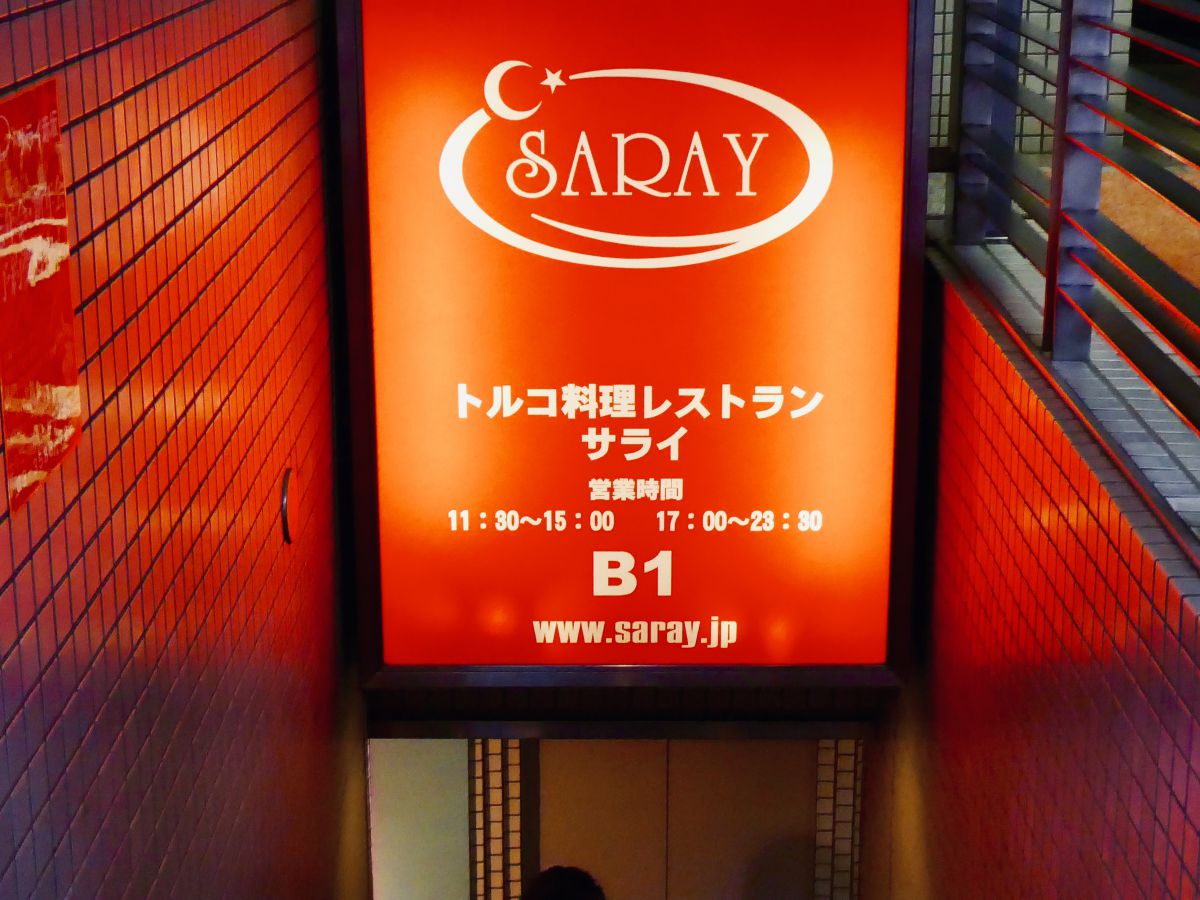 SARAY
トルコ料理レストラン
サライ
営業時間
11：30～15：00 17：00～23：30
B1
www.saray.jp